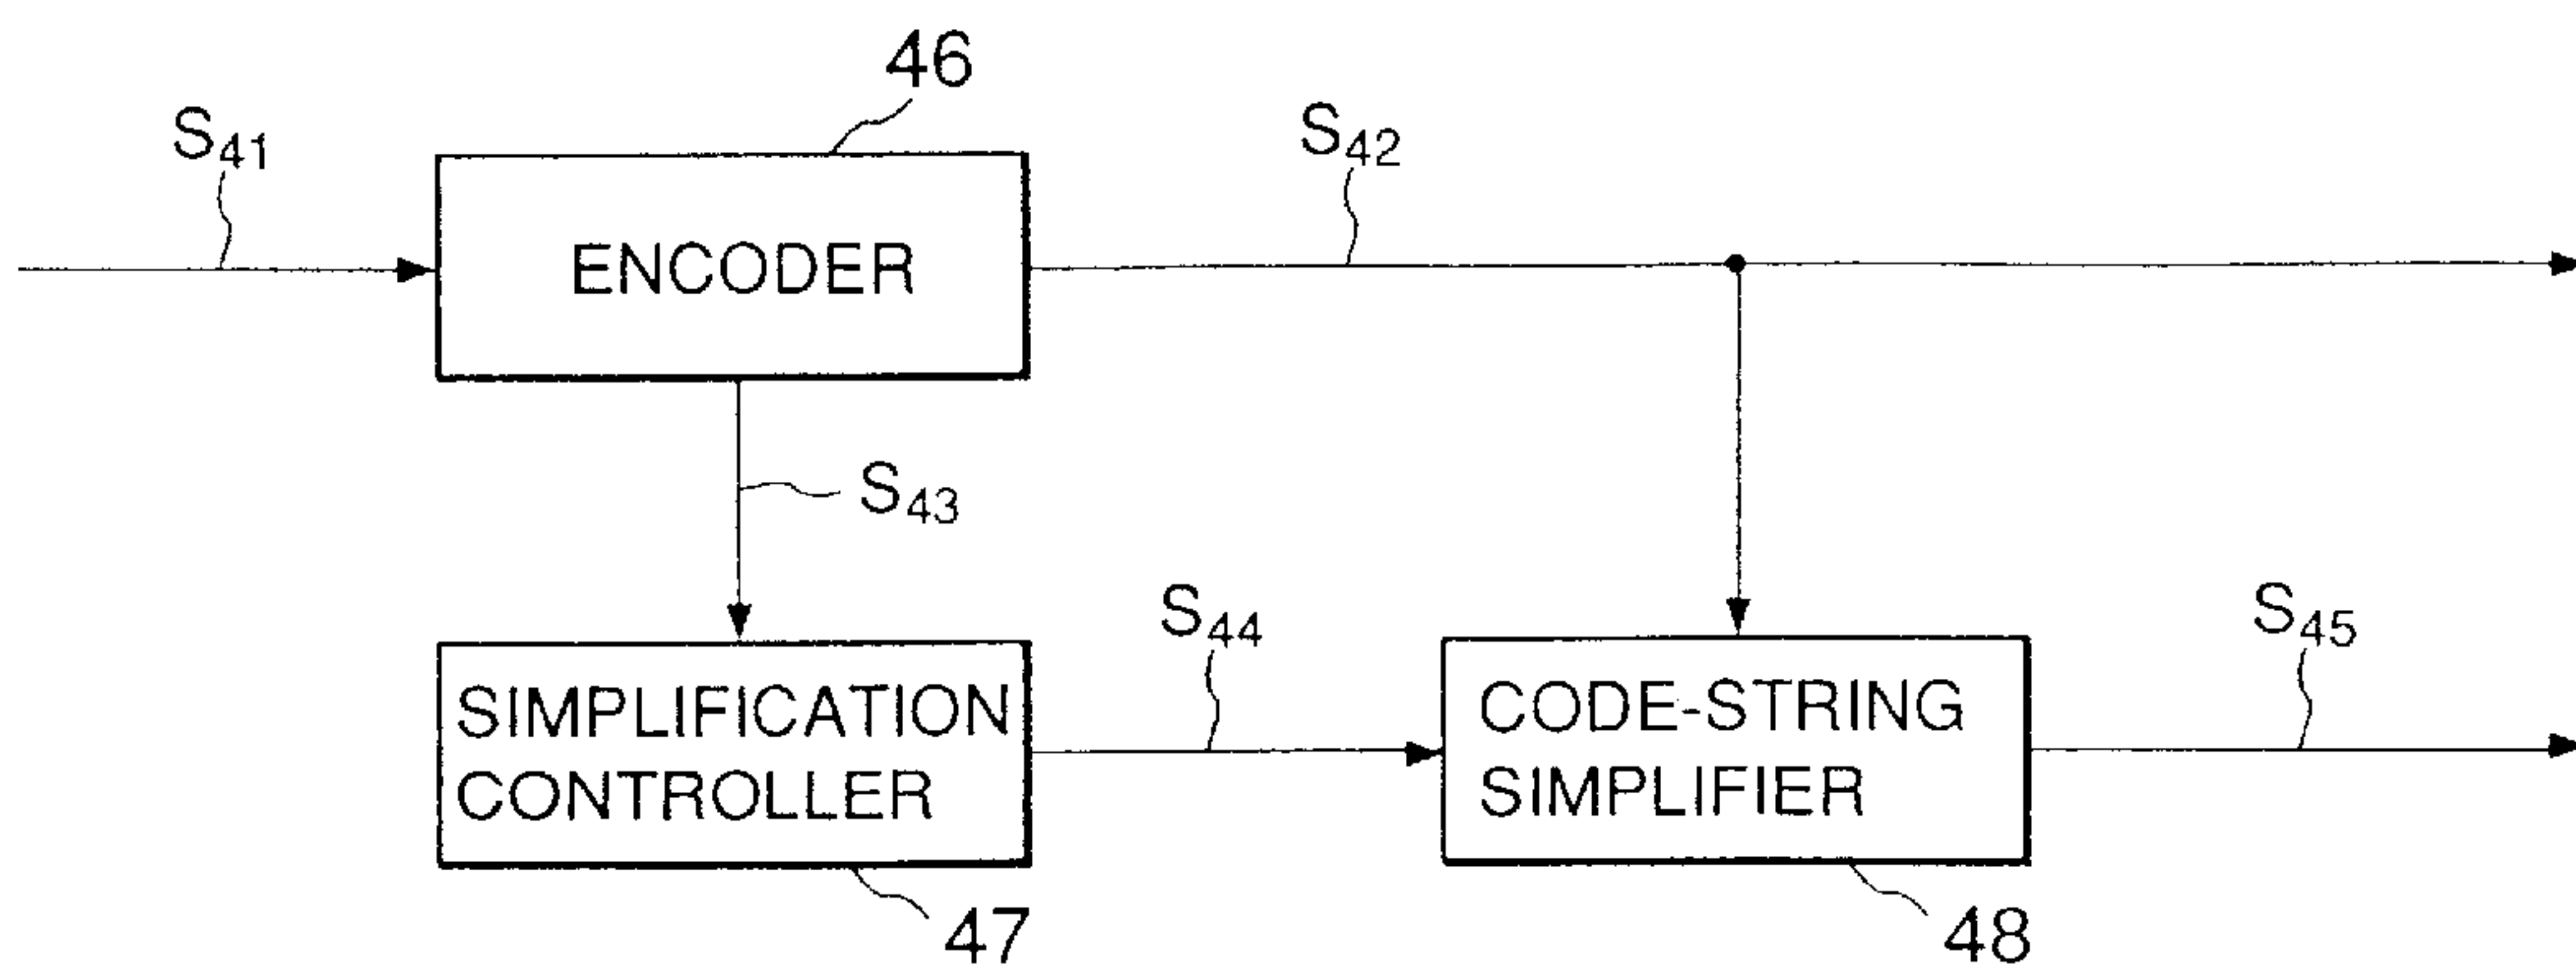 46
S41
S42
ENCODER
S43
S44
S45
SIMPLIFICATION
CONTROLLER
CODE-STRING
SIMPLIFIER
47
48